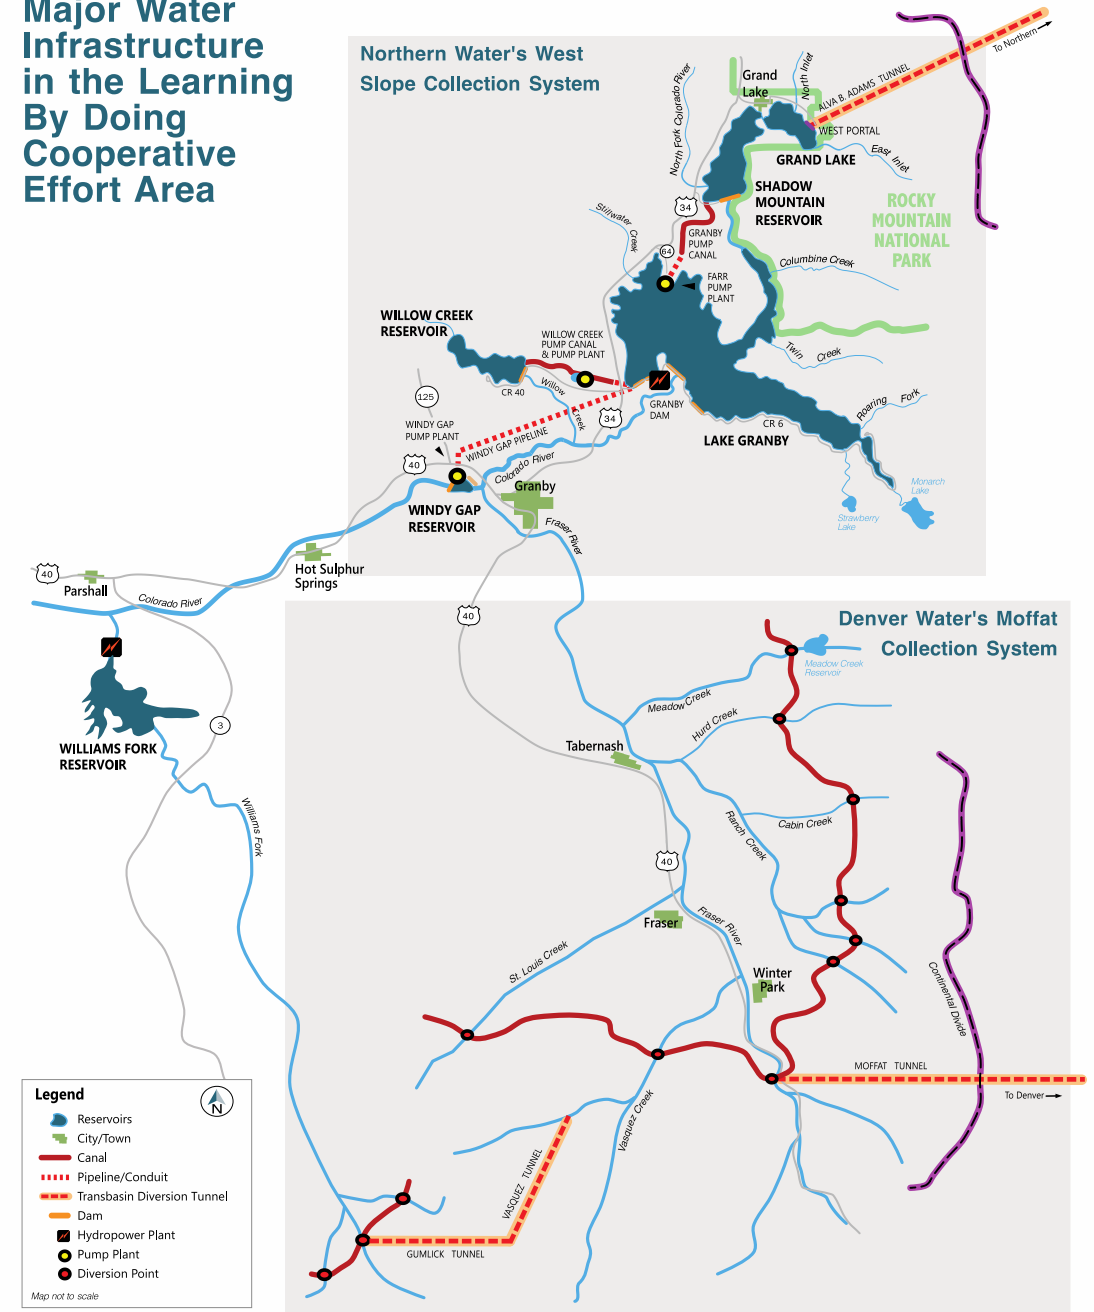 Major Water
Infrastructure
in the Learning
By Doing
Cooperative
Effort Area
Northern Water's West
Slope Collection System
To Northern
ALVA B. ADAMS TUNNEL
North Inlet
Grand
Lake
North Fork Colorado River
WEST PORTAL
East Inlet
GRAND LAKE
SHADOW
MOUNTAIN
RESERVOIR
ROCKY
MOUNTAIN
NATIONAL
PARK
34
Stillwater
Creek
64
GRANBY
PUMP
CANAL
Columbine Creek
FARR
PUMP
PLANT
WILLOW CREEK
RESERVOIR
WILLOW CREEK
PUMP CANAL
& PUMP PLANT
Twin
Creek
CR 40
Willow
Creek
125
34
GRANBY
DAM
Roaring
Fork
CR 6
LAKE GRANBY
WINDY GAP
PUMP PLANT
WINDY GAP PIPELINE
40
Colorado River
Granby
Monarch
Lake
Strawberry
Lake
WINDY GAP
RESERVOIR
Fraser River
Hot Sulphur
Springs
40
Parshall
Colorado River
40
Denver Water's Moffat
Collection System
Meadow Creek
Reservoir
Meadow Creek
Hurd Creek
3
WILLIAMS FORK
RESERVOIR
Tabernash
Williams Fork
Ranch Creek
Cabin Creek
40
Fraser
Fraser River
St. Louis Creek
Winter
Park
Continental Divide
MOFFAT TUNNEL
To Denver
Vasquez Creek
VASQUEZ TUNNEL
GUMLICK TUNNEL
N
Legend
Reservoirs
City/Town
Canal
Pipeline/Conduit
Transbasin Diversion Tunnel
Dam
Hydropower Plant
Pump Plant
Diversion Point
Map not to scale